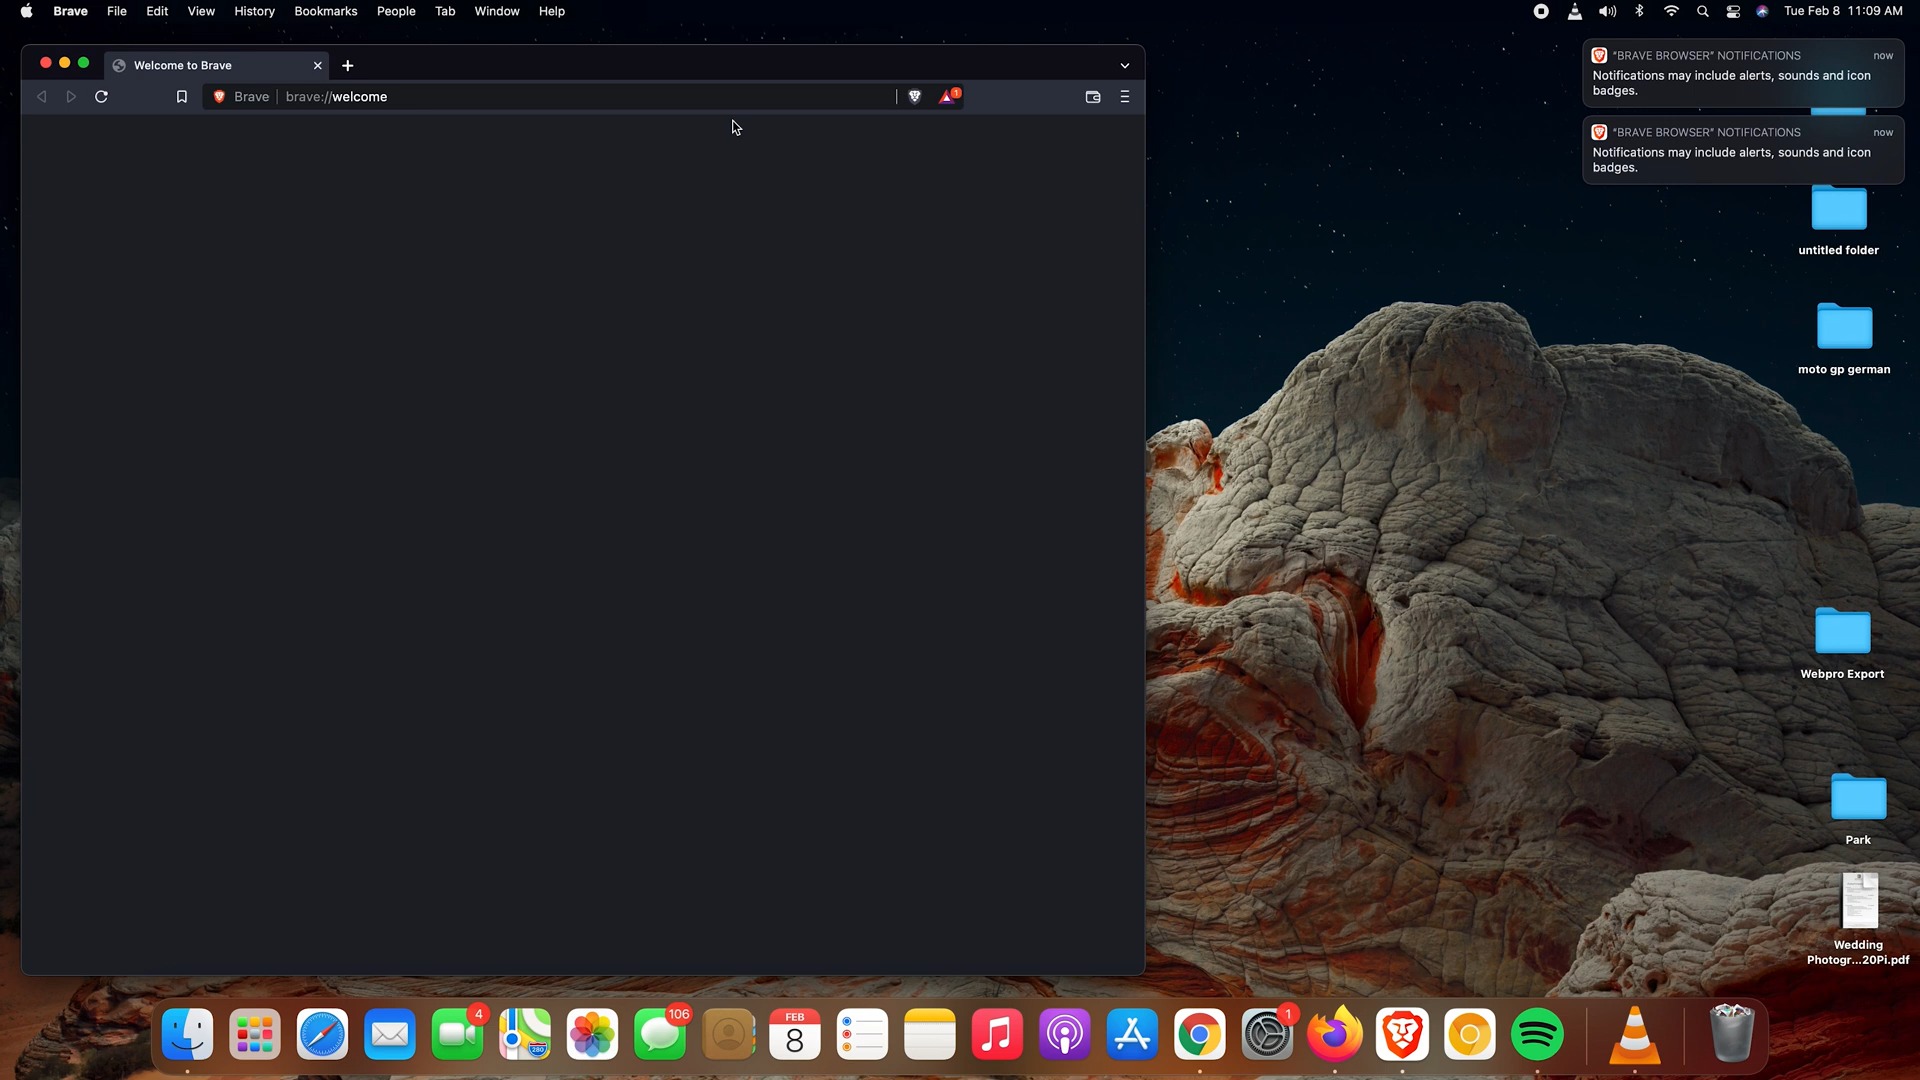 Brave File Edit View History Bookmarks People Tab Window Help
Tue Feb 8 11:09 AM
Welcome to Brave
Brave | brave://welcome
1
"BRAVE BROWSER" NOTIFICATIONS now
Notifications may include alerts, sounds and icon
badges.
"BRAVE BROWSER" NOTIFICATIONS now
Notifications may include alerts, sounds and icon
badges.
untitled folder
moto gp german
Webpro Export
Park
Wedding
Photogr...20Pi.pdf
4
280
106
FEB
8
1